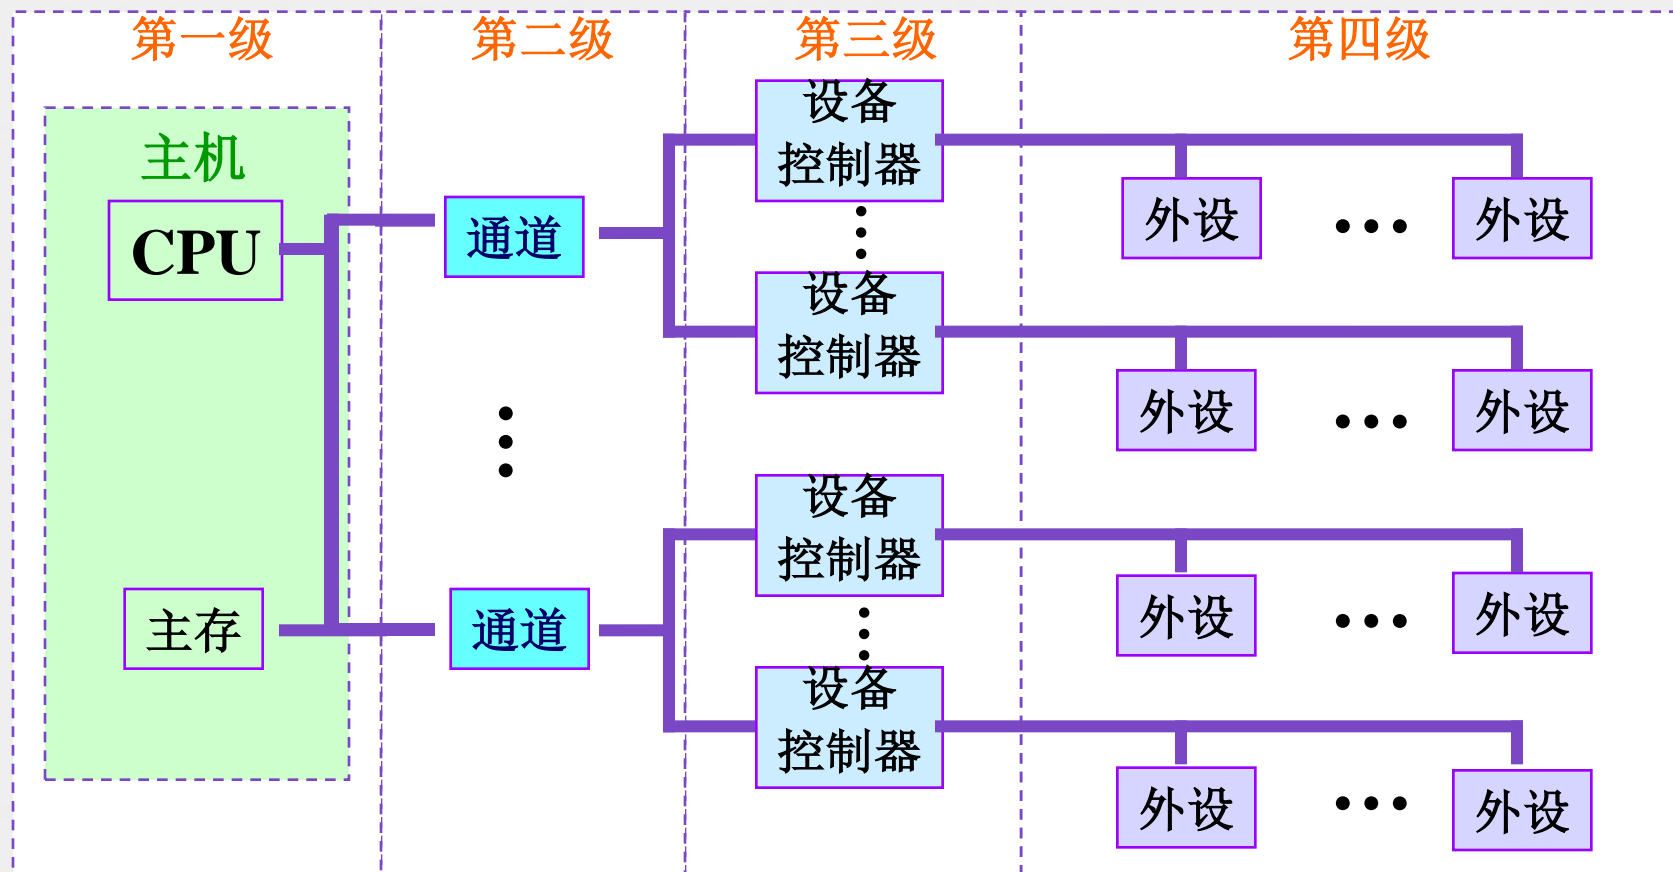 第一级
第二级
第三级
第四级
主机
CPU
主存
通道
通道
设备
控制器
设备
控制器
设备
控制器
设备
控制器
外设
外设
外设
外设
外设
外设
外设
外设